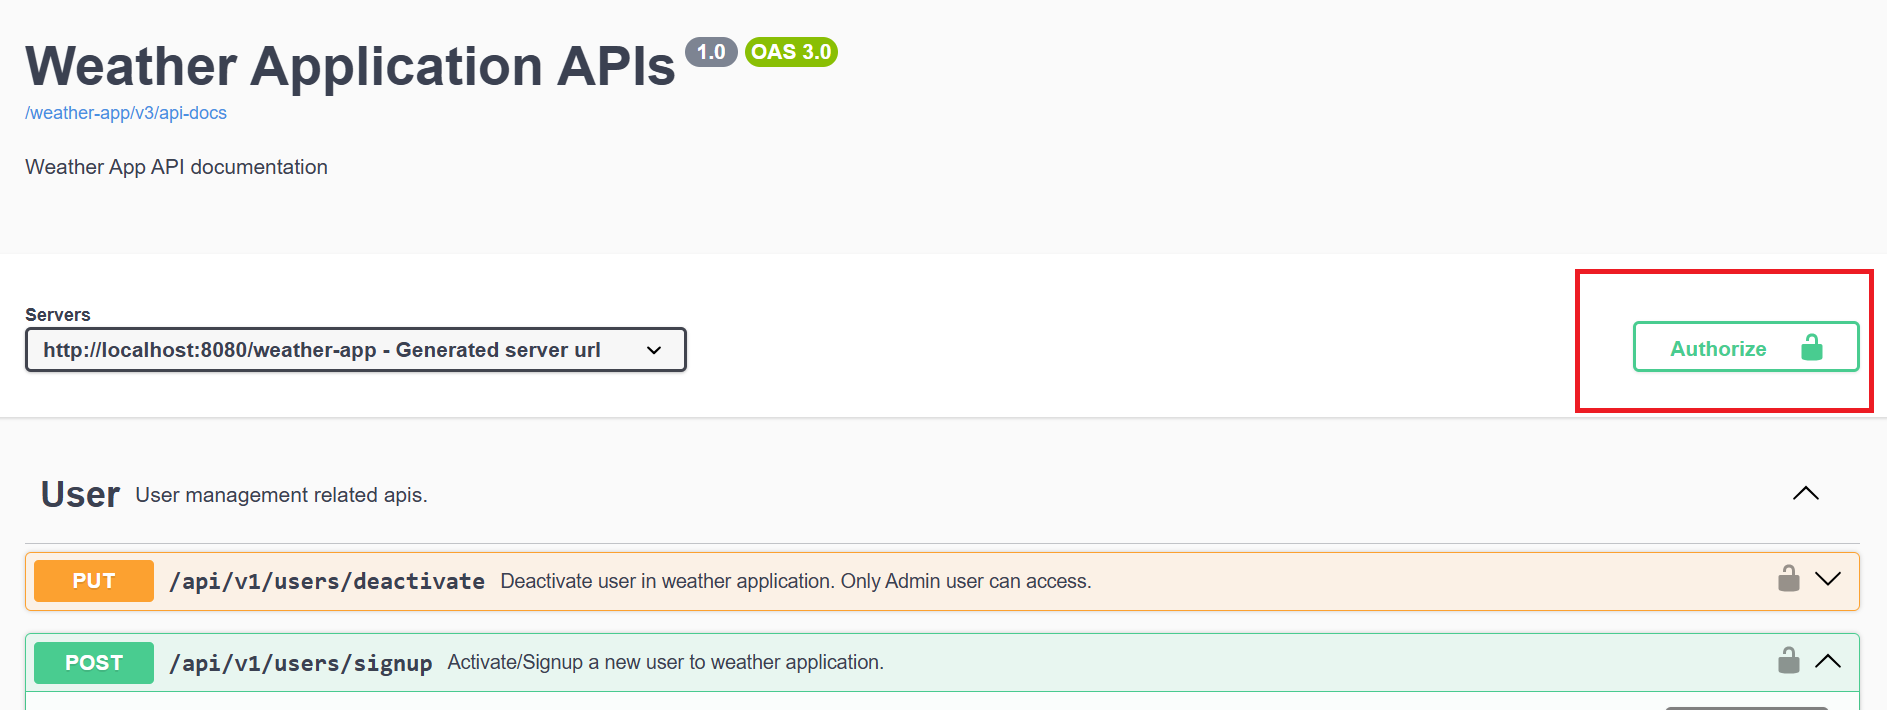 Weather Application APIs 1.0 OAS 3.0
/weather-app/v3/api-docs
Weather App API documentation
Servers
http://localhost:8080/weather-app - Generated server url
Authorize
User User management related apis.
PUT /api/v1/users/deactivate Deactivate user in weather application. Only Admin user can access.
POST /api/v1/users/signup Activate/Signup a new user to weather application.